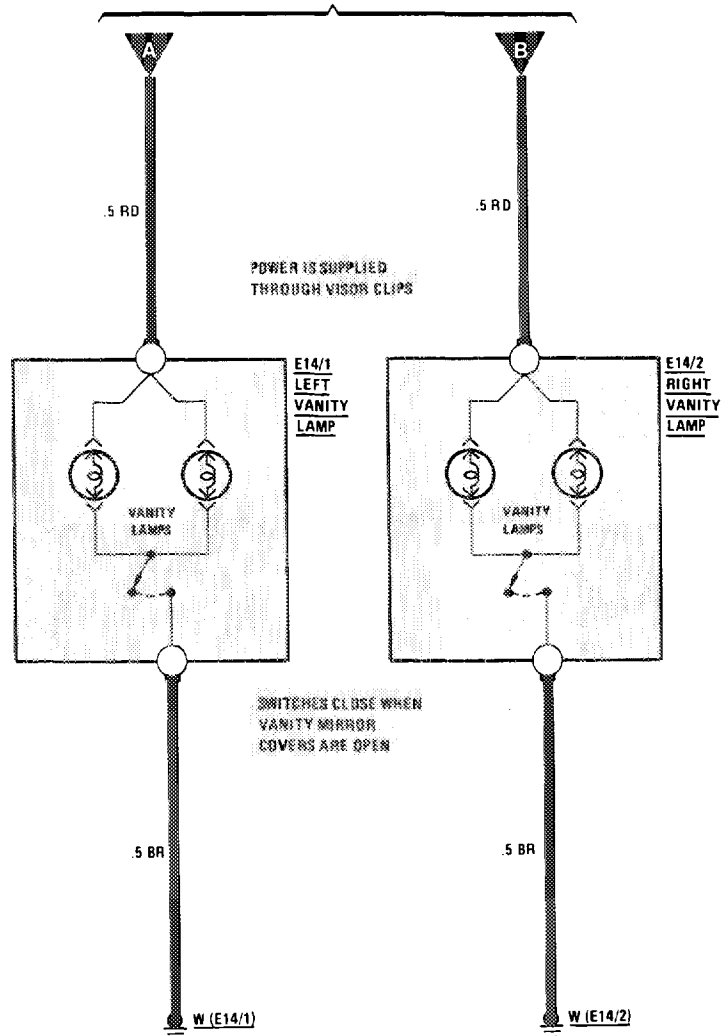 A
B
.5 RD
.5 RD
POWER IS SUPPLIED
THROUGH VISOR CLIPS
E14/1
LEFT
VANITY
LAMP
E14/2
RIGHT
VANITY
LAMP
VANITY
LAMPS
VANITY
LAMPS
SWITCHES CLOSE WHEN
VANITY MIRROR
COVERS ARE OPEN
.5 BR
.5 BR
W (E14/1)
W (E14/2)